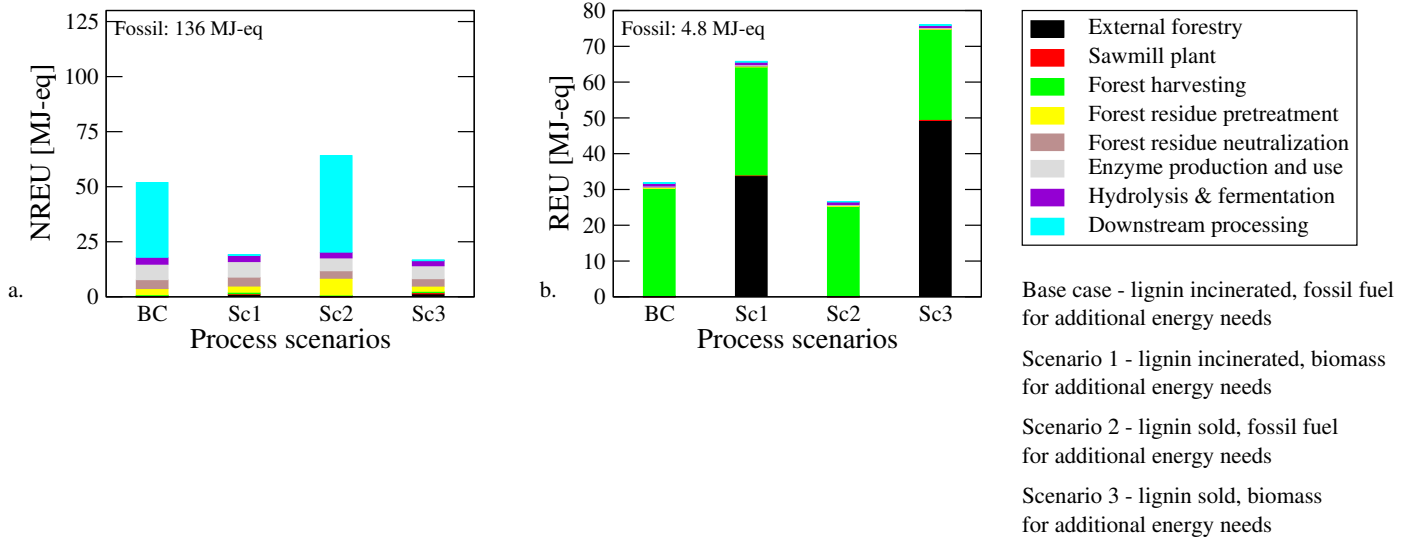 Fossil: 136 MJ-eq
NREU [MJ-eq]
125
100
75
50
25
0
BC
Sc1
Sc2
Sc3
Process scenarios
a.
Fossil: 4.8 MJ-eq
REU [MJ-eq]
80
70
60
50
40
30
20
10
0
BC
Sc1
Sc2
Sc3
Process scenarios
b.
External forestry
Sawmill plant
Forest harvesting
Forest residue pretreatment
Forest residue neutralization
Enzyme production and use
Hydrolysis & fermentation
Downstream processing
Base case - lignin incinerated, fossil fuel
for additional energy needs
Scenario 1 - lignin incinerated, biomass
for additional energy needs
Scenario 2 - lignin sold, fossil fuel
for additional energy needs
Scenario 3 - lignin sold, biomass
for additional energy needs